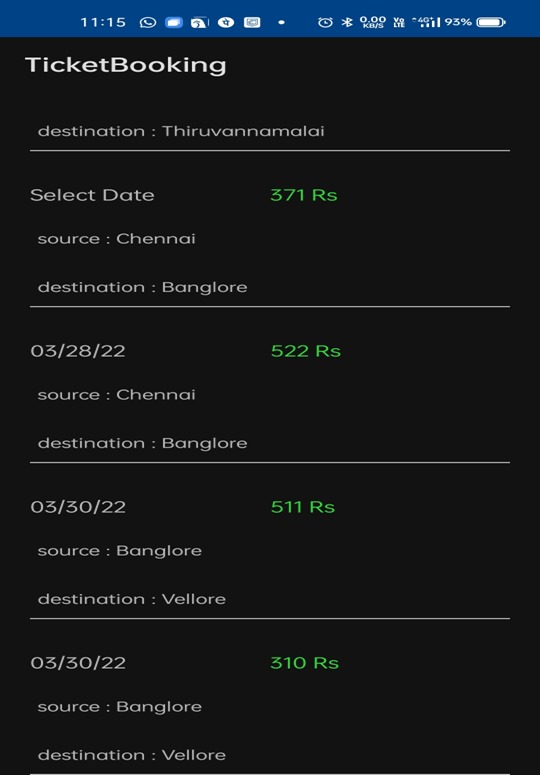 11:15 0.00 KB/S Vo LTE 4G+ 93%
TicketBooking
destination : Thiruvannamalai
Select Date 371 Rs
source : Chennai
destination : Banglore
03/28/22 522 Rs
source : Chennai
destination : Banglore
03/30/22 511 Rs
source : Banglore
destination : Vellore
03/30/22 310 Rs
source : Banglore
destination : Vellore